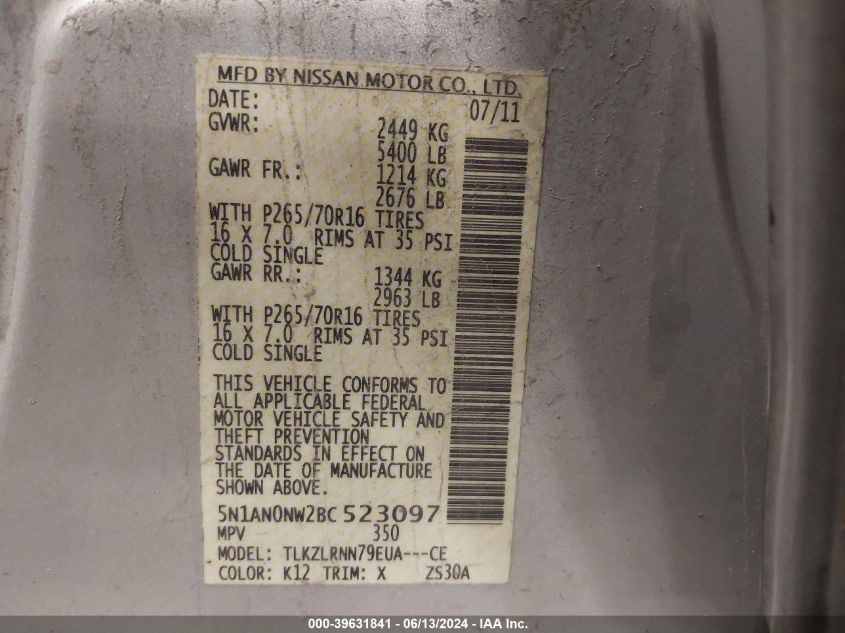 MFD BY NISSAN MOTOR CO., LTD.
DATE: 07/11
GVWR: 2449 KG
5400 LB
GAWR FR.: 1214 KG
2676 LB
WITH P265/70R16 TIRES
16 X 7.0 RIMS AT 35 PSI
COLD SINGLE
GAWR RR.: 1344 KG
2963 LB
WITH P265/70R16 TIRES
16 X 7.0 RIMS AT 35 PSI
COLD SINGLE
THIS VEHICLE CONFORMS TO
ALL APPLICABLE FEDERAL
MOTOR VEHICLE SAFETY AND
THEFT PREVENTION
STANDARDS IN EFFECT ON
THE DATE OF MANUFACTURE
SHOWN ABOVE.
5N1AN0NW2BC523097
MPV 350
MODEL: TLKZLRNN79EUA---CE
COLOR: K12 TRIM: X ZS30A
000-39631841 - 06/13/2024 - IAA Inc.